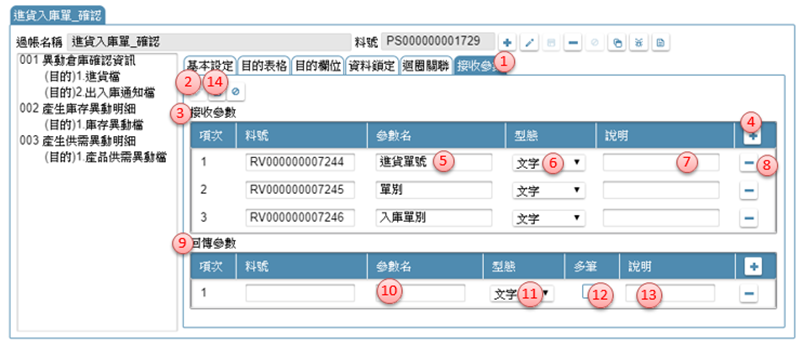 進貨入庫單_確認
過帳名稱 進貨入庫單_確認 料號 PS000000001729
001 異動倉庫確認資訊
(目的)1.進貨檔
(目的)2.出入庫通知檔
002 產生庫存異動明細
(目的)1.庫存異動檔
003 產生供需異動明細
(目的)1.產品供需異動檔
基本設定 目的表格 目的欄位 資料鎖定 迴圈關聯 接收參 1
2 14
3 接收參數
4
項次 料號 參數名 型態 說明
1 RV000000007244 進貨單號 5 文字 6 7 8
2 RV000000007245 單別 文字
3 RV000000007246 入庫單別 文字
9 回傳參數
項次 料號 參數名 型態 多筆 說明
1 10 文字 11 12 13